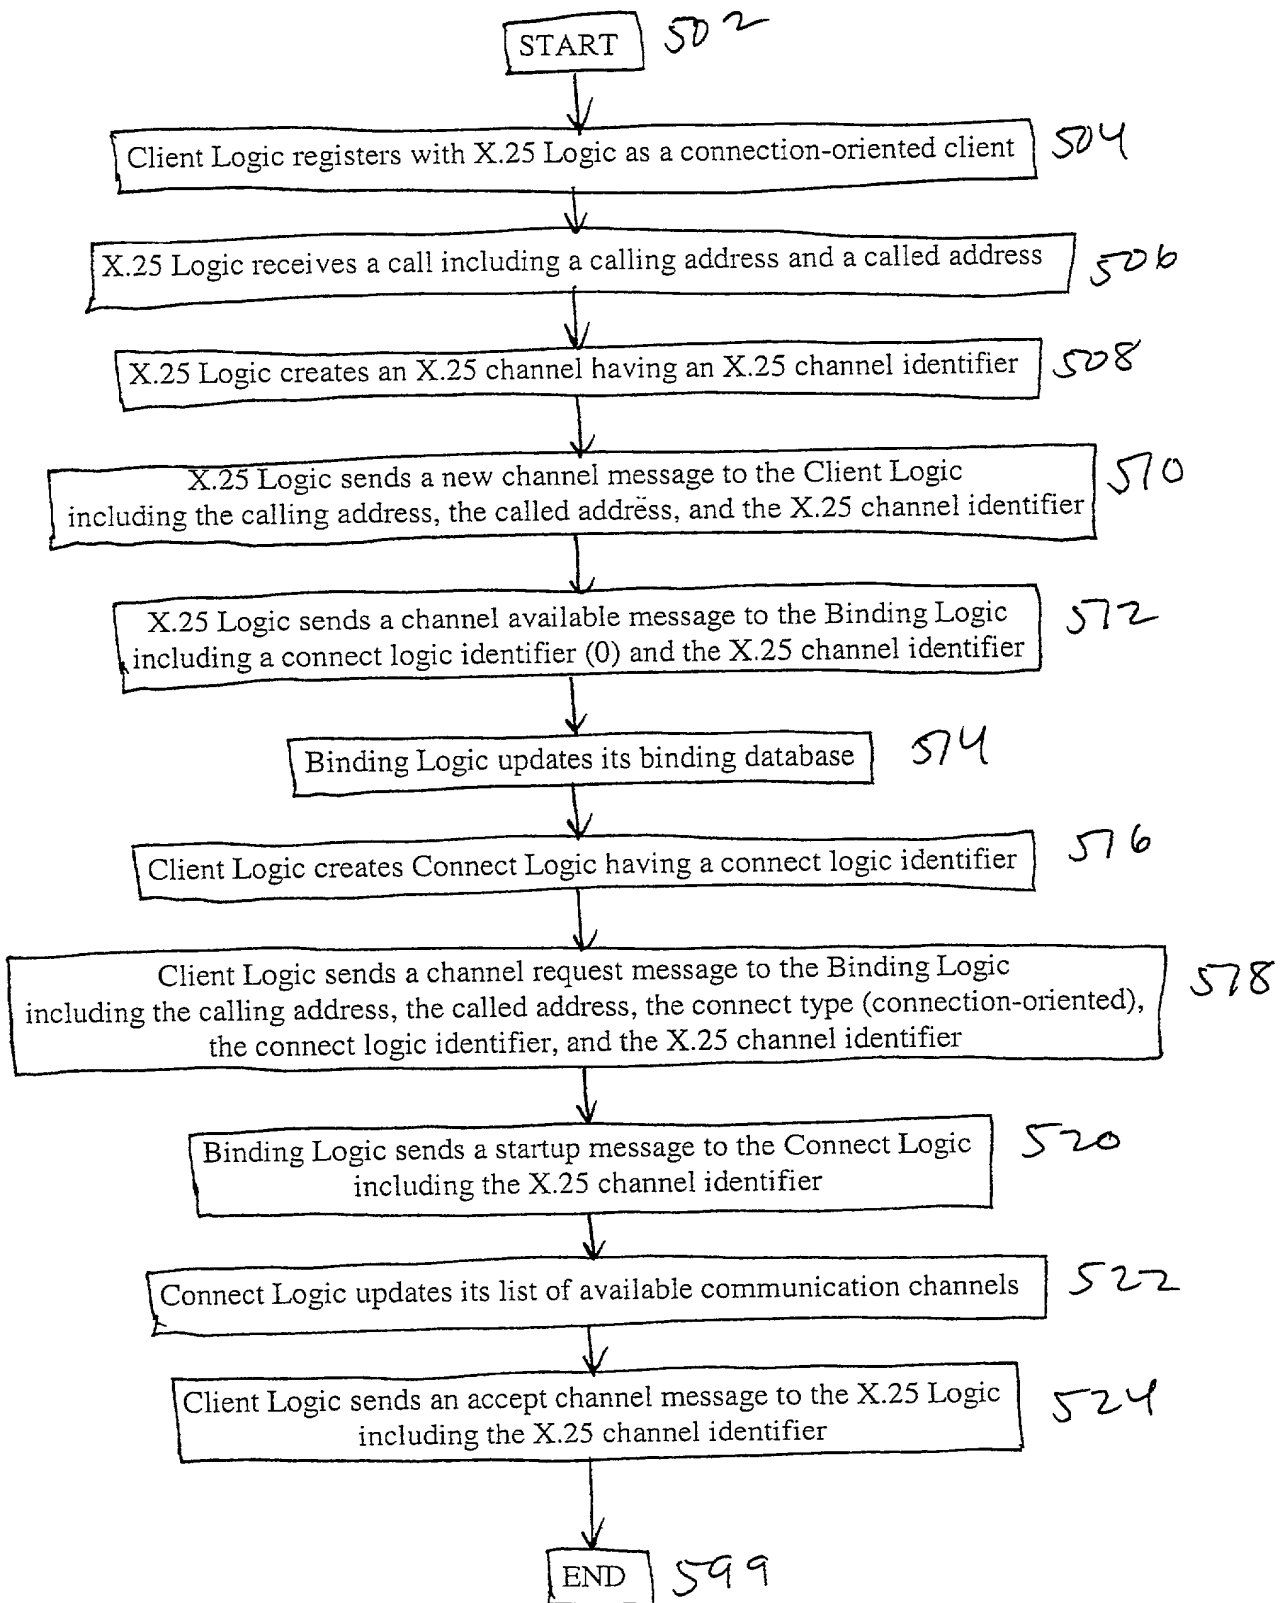 START 502
Client Logic registers with X.25 Logic as a connection-oriented client 504
X.25 Logic receives a call including a calling address and a called address 506
X.25 Logic creates an X.25 channel having an X.25 channel identifier 508
X.25 Logic sends a new channel message to the Client Logic
including the calling address, the called address, and the X.25 channel identifier 510
X.25 Logic sends a channel available message to the Binding Logic 512
including a connect logic identifier (0) and the X.25 channel identifier
Binding Logic updates its binding database 514
Client Logic creates Connect Logic having a connect logic identifier 516
Client Logic sends a channel request message to the Binding Logic 518
including the calling address, the called address, the connect type (connection-oriented),
the connect logic identifier, and the X.25 channel identifier
Binding Logic sends a startup message to the Connect Logic 520
including the X.25 channel identifier
Connect Logic updates its list of available communication channels 522
Client Logic sends an accept channel message to the X.25 Logic 524
including the X.25 channel identifier
END 599